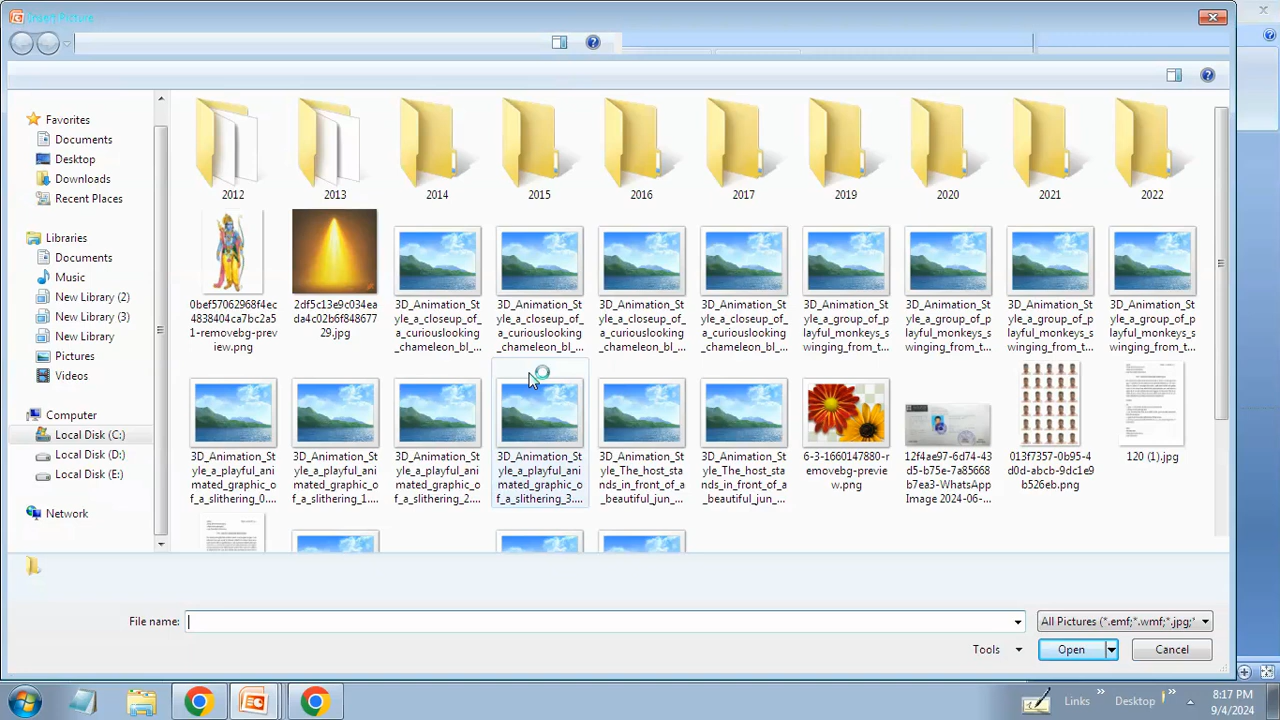 Insert Picture
Favorites
Documents
Desktop
Downloads
Recent Places
Libraries
Documents
Music
New Library (2)
New Library (3)
New Library
Pictures
Videos
Computer
Local Disk (C:)
Local Disk (D:)
Local Disk (E:)
Network
2012
2013
2014
2015
2016
2017
2019
2020
2021
2022
0bef57062968f4ec
4838404ca7bc2a5
1-removebg-prev
iew.png
2df5c13e9c034ea
da4c02b6f848677
29.jpg
3D_Animation_St
yle_a_closeup_of_
a_curiouslooking
_chameleon_bl_...
3D_Animation_St
yle_a_closeup_of_
a_curiouslooking
_chameleon_bl_...
3D_Animation_St
yle_a_closeup_of_
a_curiouslooking
_chameleon_bl_...
3D_Animation_St
yle_a_group_of_p
layful_monkeys_s
winging_from_t...
3D_Animation_St
yle_a_group_of_p
layful_monkeys_s
winging_from_t...
3D_Animation_St
yle_a_group_of_p
layful_monkeys_s
winging_from_t...
3D_Animation_St
yle_a_group_of_p
layful_monkeys_s
winging_from_t...
3D_Animation_St
yle_a_group_of_p
layful_monkeys_s
winging_from_t...
3D_Animation_St
yle_a_playful_ani
mated_graphic_o
f_a_slithering_0....
3D_Animation_St
yle_a_playful_ani
mated_graphic_o
f_a_slithering_1....
3D_Animation_St
yle_a_playful_ani
mated_graphic_o
f_a_slithering_2....
3D_Animation_St
yle_a_playful_ani
mated_graphic_o
f_a_slithering_3....
3D_Animation_St
yle_The_host_sta
nds_in_front_of_a
_beautiful_jun_...
3D_Animation_St
yle_The_host_sta
nds_in_front_of_a
_beautiful_jun_...
6-3-1660147880-r
emovebg-previe
w.png
12f4ae97-6d74-43
d5-b75e-7a85668
b7ea3-WhatsApp
Image 2024-06-...
013f7357-0b95-4
d0d-abcb-9dc1e9
b526eb.png
120 (1).jpg
File name:
All Pictures (*.emf;*.wmf;*.jpg;*
Tools
Open
Cancel
Links
Desktop
8:17 PM
9/4/2024